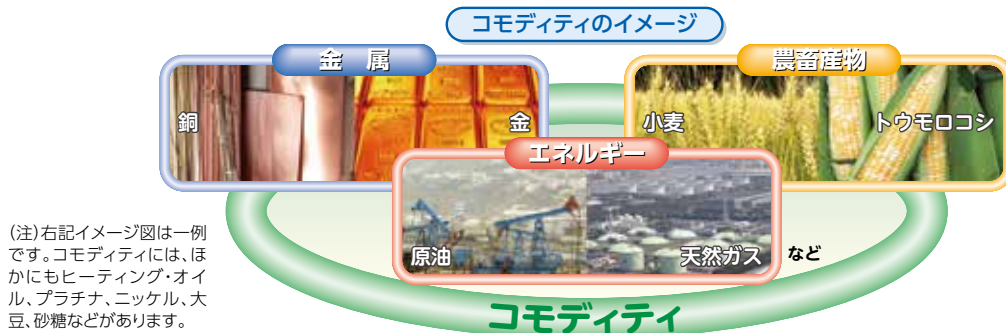 コモディティのイメージ
金 属
農畜産物
銅
金
小麦
トウモロコシ
エネルギー
原油
天然ガス
など
(注)右記イメージ図は一例
です。コモディティには、ほ
かにもヒーティング・オイ
ル、プラチナ、ニッケル、大
豆、砂糖などがあります。
コモディティ